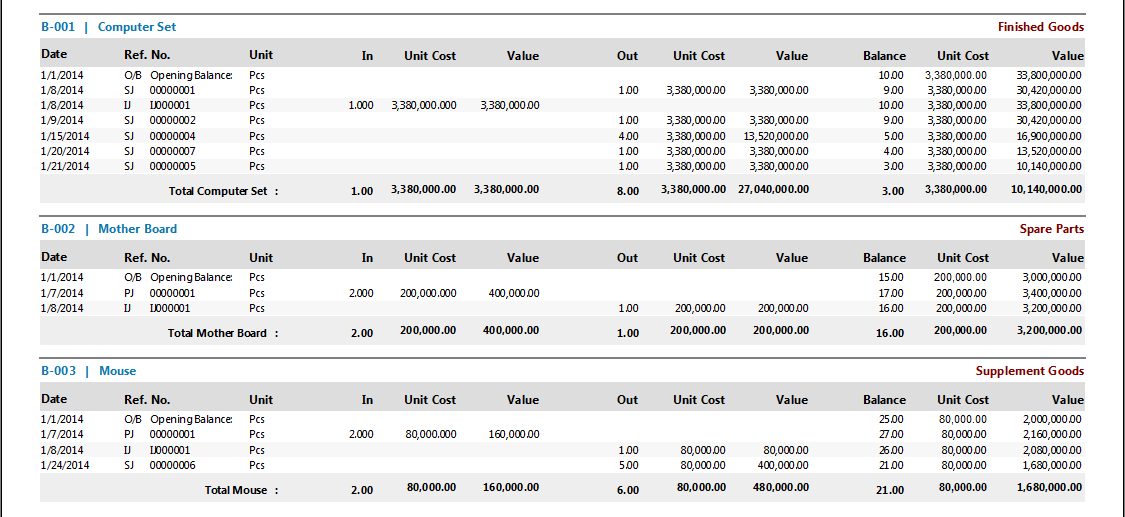 B-001 | Computer Set Finished Goods
Date Ref. No. Unit In Unit Cost Value Out Unit Cost Value Balance Unit Cost Value
1/1/2014 O/B Opening Balance: Pcs 10.00 3,380,000.00 33,800,000.00
1/8/2014 SJ 00000001 Pcs 1.00 3,380,000.00 3,380,000.00 9.00 3,380,000.00 30,420,000.00
1/8/2014 IJ IJ000001 Pcs 1.000 3,380,000.000 3,380,000.00 10.00 3,380,000.00 33,800,000.00
1/9/2014 SJ 00000002 Pcs 1.00 3,380,000.00 3,380,000.00 9.00 3,380,000.00 30,420,000.00
1/15/2014 SJ 00000004 Pcs 4.00 3,380,000.00 13,520,000.00 5.00 3,380,000.00 16,900,000.00
1/20/2014 SJ 00000007 Pcs 1.00 3,380,000.00 3,380,000.00 4.00 3,380,000.00 13,520,000.00
1/21/2014 SJ 00000005 Pcs 1.00 3,380,000.00 3,380,000.00 3.00 3,380,000.00 10,140,000.00
Total Computer Set : 1.00 3,380,000.00 3,380,000.00 8.00 3,380,000.00 27,040,000.00 3.00 3,380,000.00 10,140,000.00
B-002 | Mother Board Spare Parts
Date Ref. No. Unit In Unit Cost Value Out Unit Cost Value Balance Unit Cost Value
1/1/2014 O/B Opening Balance: Pcs 15.00 200,000.00 3,000,000.00
1/7/2014 PJ 00000001 Pcs 2.000 200,000.000 400,000.00 17.00 200,000.00 3,400,000.00
1/8/2014 IJ IJ000001 Pcs 1.00 200,000.00 200,000.00 16.00 200,000.00 3,200,000.00
Total Mother Board : 2.00 200,000.00 400,000.00 1.00 200,000.00 200,000.00 16.00 200,000.00 3,200,000.00
B-003 | Mouse Supplement Goods
Date Ref. No. Unit In Unit Cost Value Out Unit Cost Value Balance Unit Cost Value
1/1/2014 O/B Opening Balance: Pcs 25.00 80,000.00 2,000,000.00
1/7/2014 PJ 00000001 Pcs 2.000 80,000.000 160,000.00 27.00 80,000.00 2,160,000.00
1/8/2014 IJ IJ000001 Pcs 1.00 80,000.00 80,000.00 26.00 80,000.00 2,080,000.00
1/24/2014 SJ 00000006 Pcs 5.00 80,000.00 400,000.00 21.00 80,000.00 1,680,000.00
Total Mouse : 2.00 80,000.00 160,000.00 6.00 80,000.00 480,000.00 21.00 80,000.00 1,680,000.00